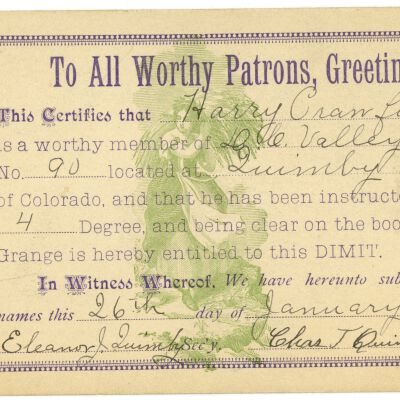 To All Worthy Patrons, Greetin
This Certifies that Harry Craw
is a worthy member of Valley
No. 90 located at Quimby
of Colorado, and that he has been instruct
4 Degree, and being clear on the boo
Grange is hereby entitled to this DIMIT.
In Witness Whereof, We have hereunto sub
names this 26th day of January
Eleanor J. Quimby Sec'y. Chas T Qui